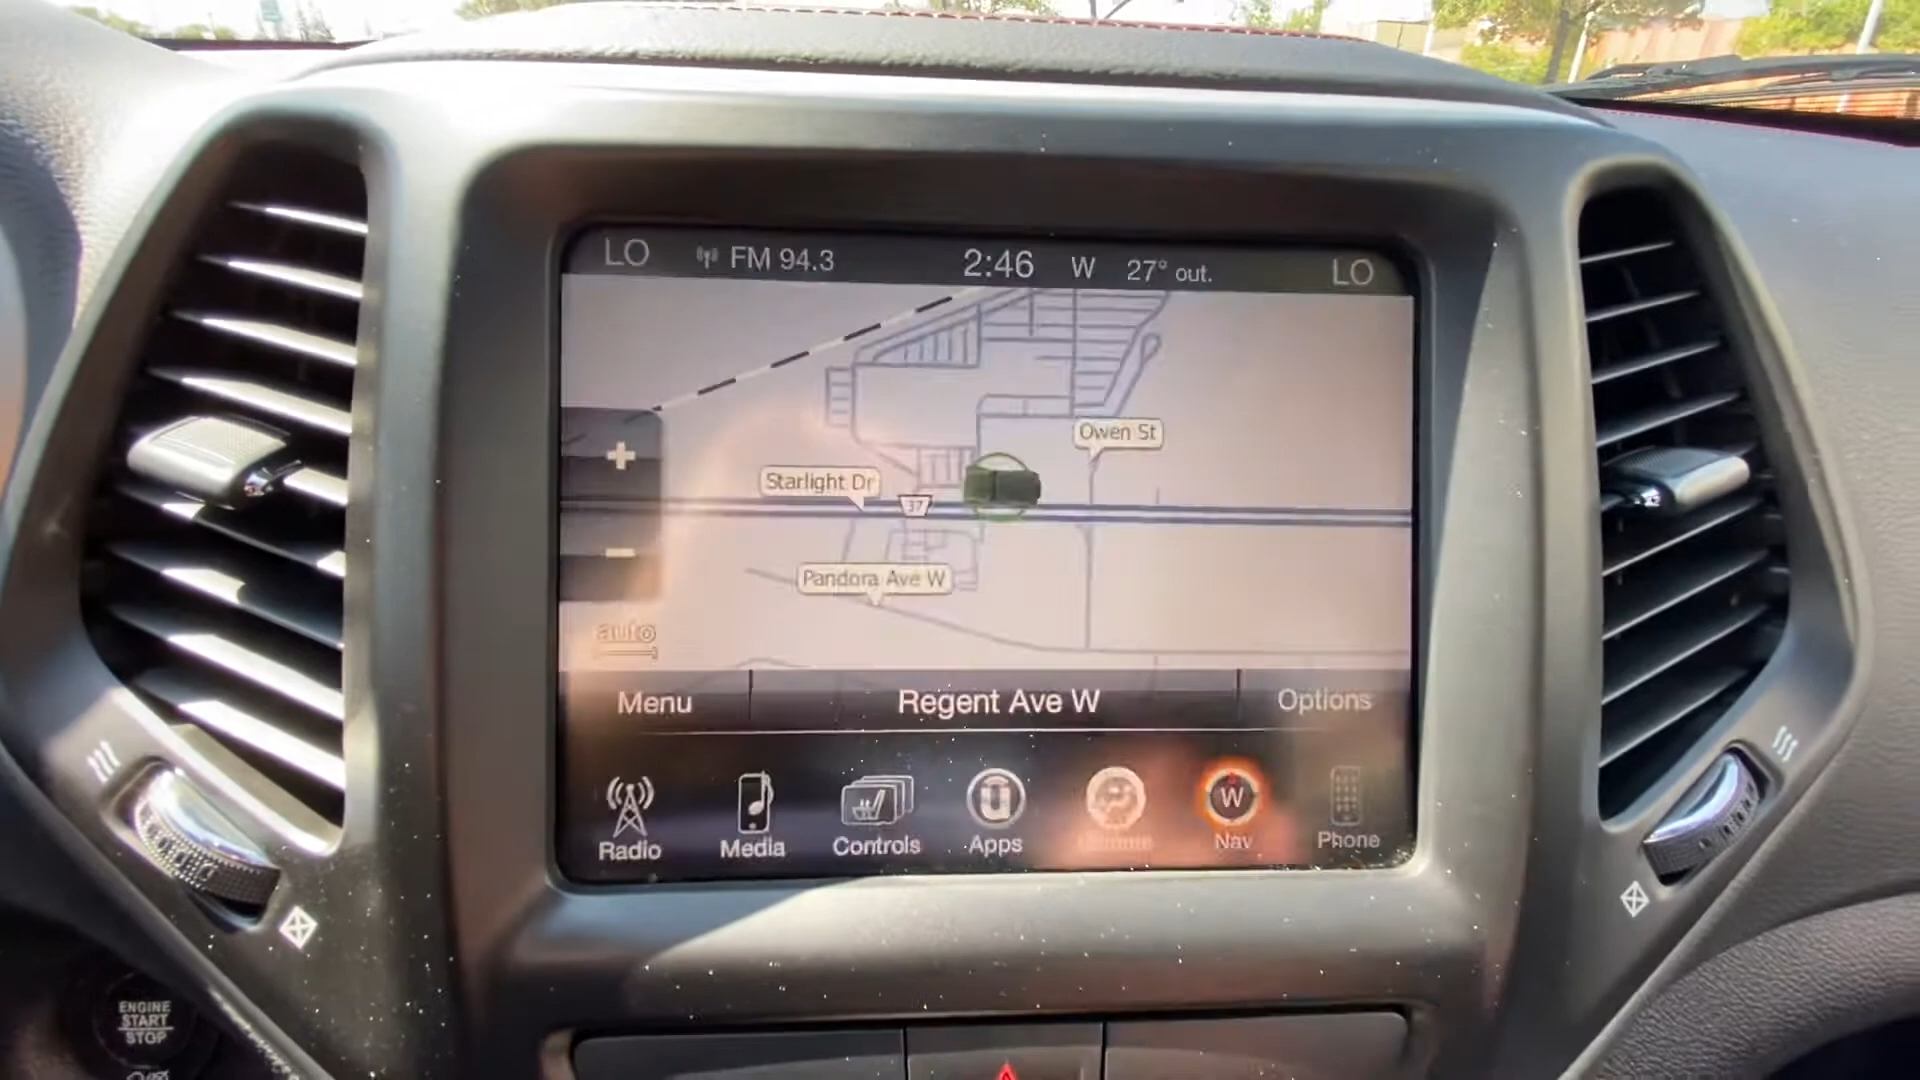 LO FM 94.3 2:46 W 27° out. LO
Owen St
Starlight Dr
37
Pandora Ave W
auto
Menu Regent Ave W Options
W
Radio Media Controls Apps Climate Nav Phone
ENGINE
START
STOP